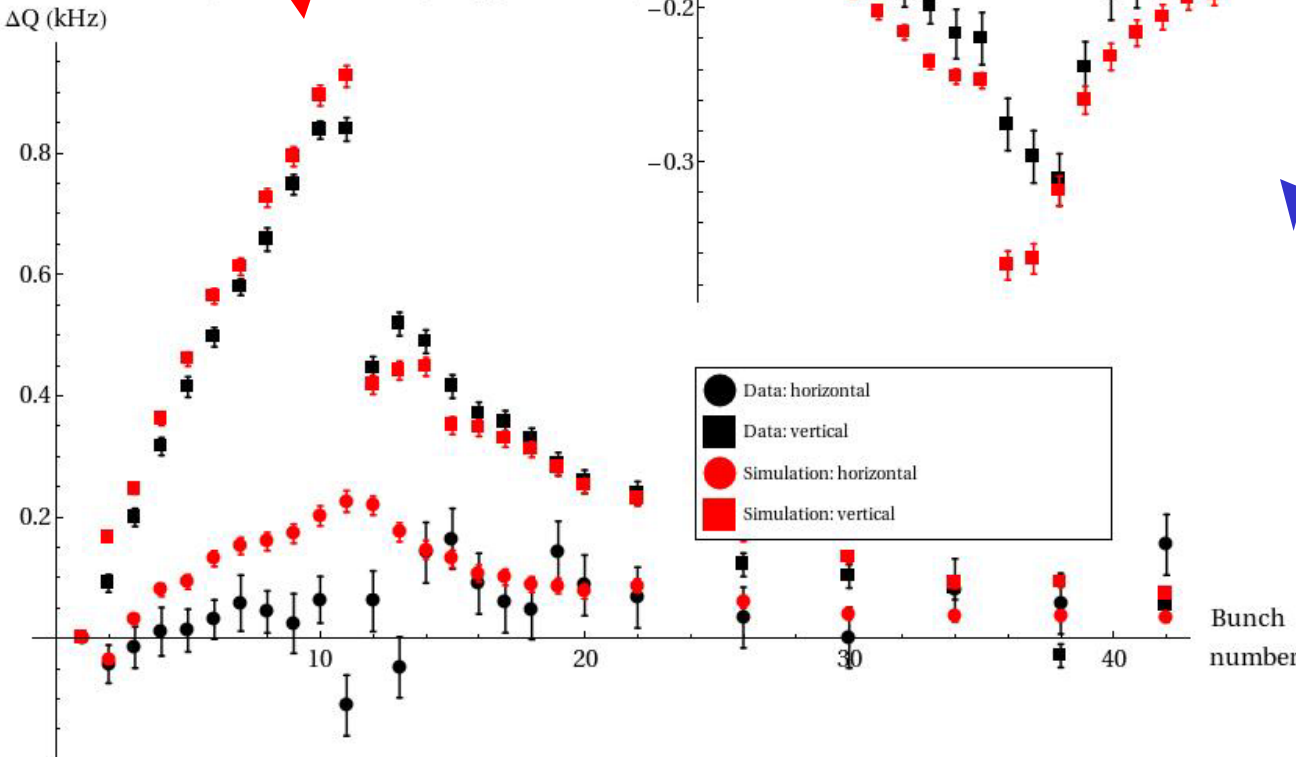 ΔQ (kHz)
−0.2
0.8
−0.3
0.6
0.4
Data: horizontal
Data: vertical
Simulation: horizontal
Simulation: vertical
0.2
Bunch
number
10
20
30
40